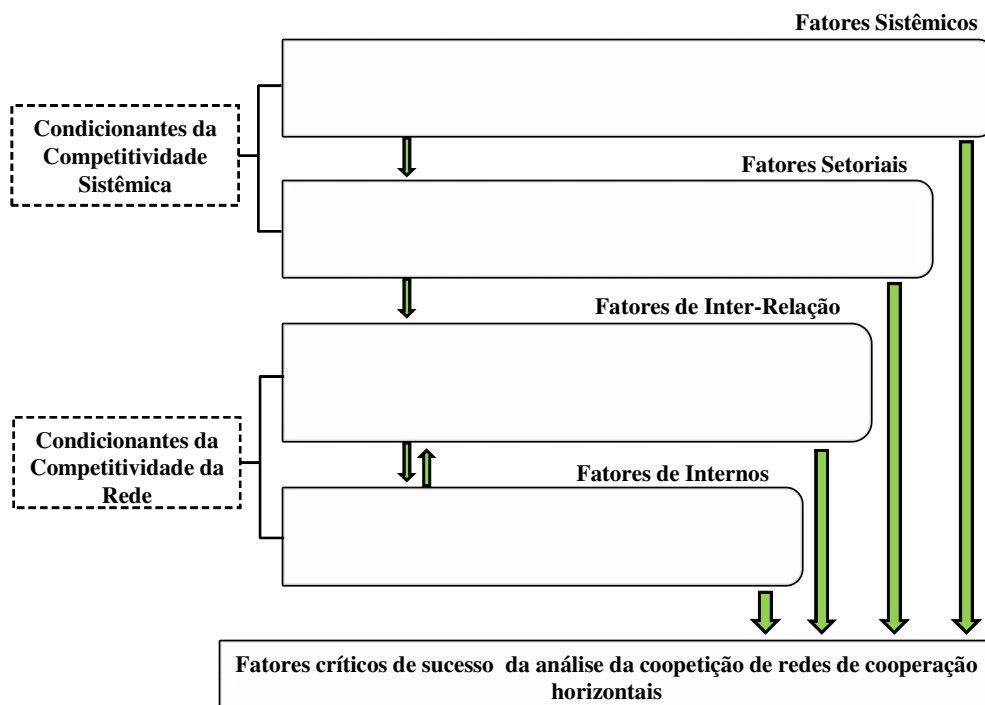 Fatores Sistêmicos
Condicionantes da
Competitividade
Sistêmica
Fatores Setoriais
Fatores de Inter-Relação
Condicionantes da
Competitividade da
Rede
Fatores de Internos
Fatores críticos de sucesso da análise da coopetição de redes de cooperação
horizontais